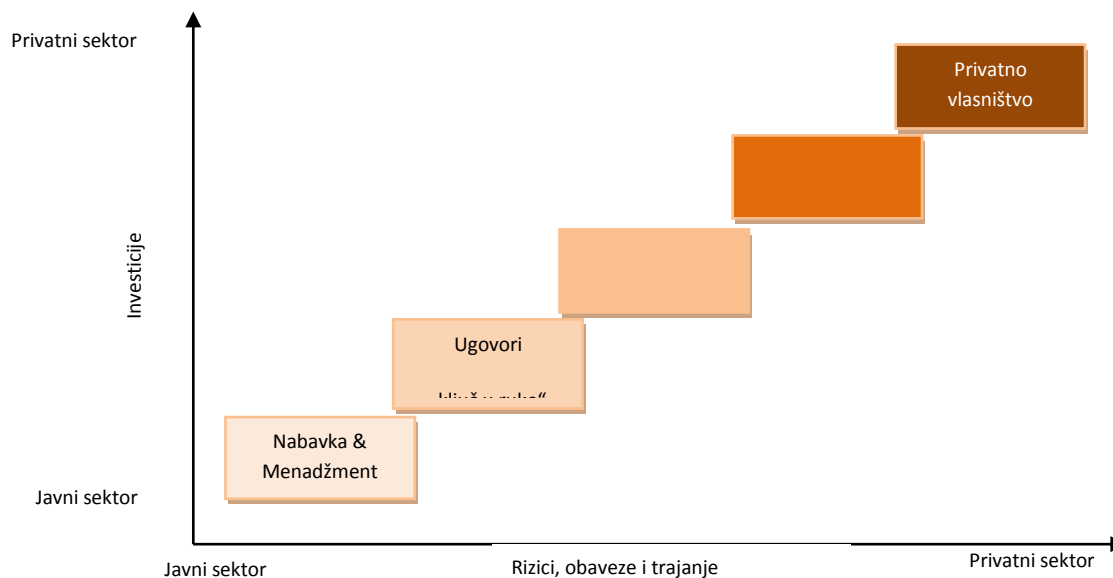 Privatni sektor
Privatno
vlasništvo
Investicije
Ugovori
Nabavka &
Menadžment
Javni sektor
Javni sektor
Rizici, obaveze i trajanje
Privatni sektor